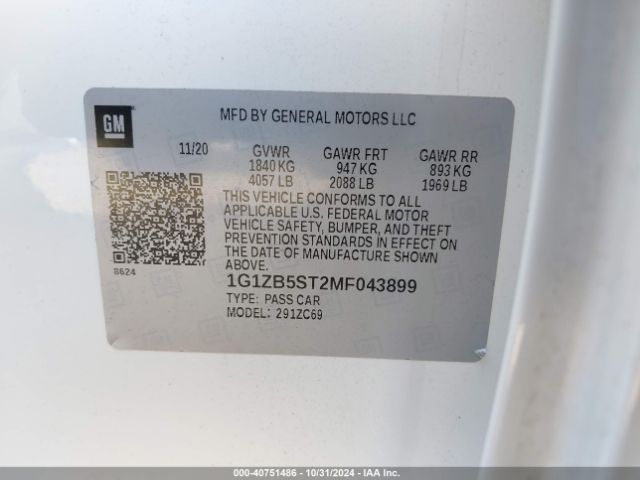 GM
MFD BY GENERAL MOTORS LLC
11/20 GVWR GAWR FRT GAWR RR
1840 KG 947 KG 893 KG
4057 LB 2088 LB 1969 LB
THIS VEHICLE CONFORMS TO ALL
APPLICABLE U.S. FEDERAL MOTOR
VEHICLE SAFETY, BUMPER, AND THEFT
PREVENTION STANDARDS IN EFFECT ON
THE DATE OF MANUFACTURE SHOWN
ABOVE.
8624
1G1ZB5ST2MF043899
TYPE: PASS CAR
MODEL: 291ZC69
000-40751486 - 10/31/2024 - IAA Inc.